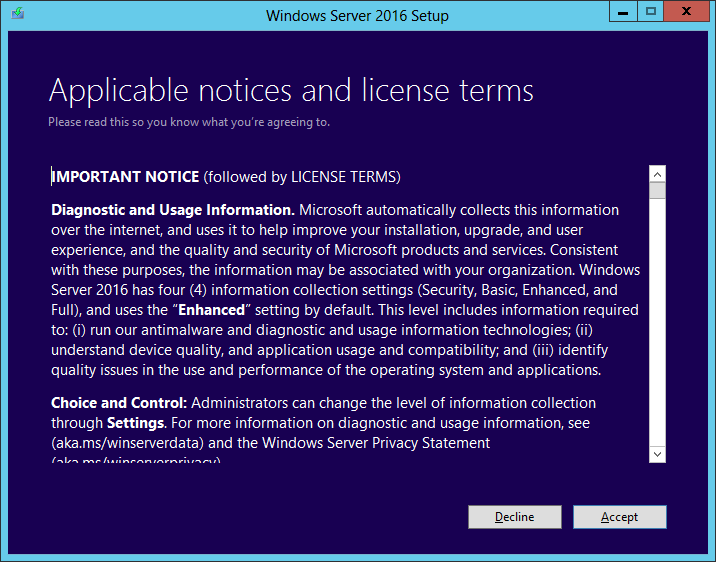 Windows Server 2016 Setup
Applicable notices and license terms
Please read this so you know what you're agreeing to.
IMPORTANT NOTICE (followed by LICENSE TERMS)
Diagnostic and Usage Information. Microsoft automatically collects this information
over the internet, and uses it to help improve your installation, upgrade, and user
experience, and the quality and security of Microsoft products and services. Consistent
with these purposes, the information may be associated with your organization. Windows
Server 2016 has four (4) information collection settings (Security, Basic, Enhanced, and
Full), and uses the “Enhanced” setting by default. This level includes information required
to: (i) run our antimalware and diagnostic and usage information technologies; (ii)
understand device quality, and application usage and compatibility; and (iii) identify
quality issues in the use and performance of the operating system and applications.
Choice and Control: Administrators can change the level of information collection
through Settings. For more information on diagnostic and usage information, see
(aka.ms/winserverdata) and the Windows Server Privacy Statement
(aka.ms/winserverprivacy)
Decline Accept